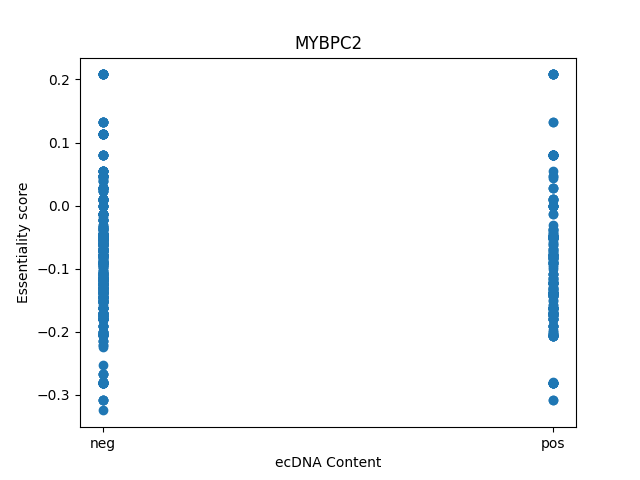 MYBPC2
Essentiality score
0.2
0.1
0.0
−0.1
−0.2
−0.3
neg
pos
ecDNA Content